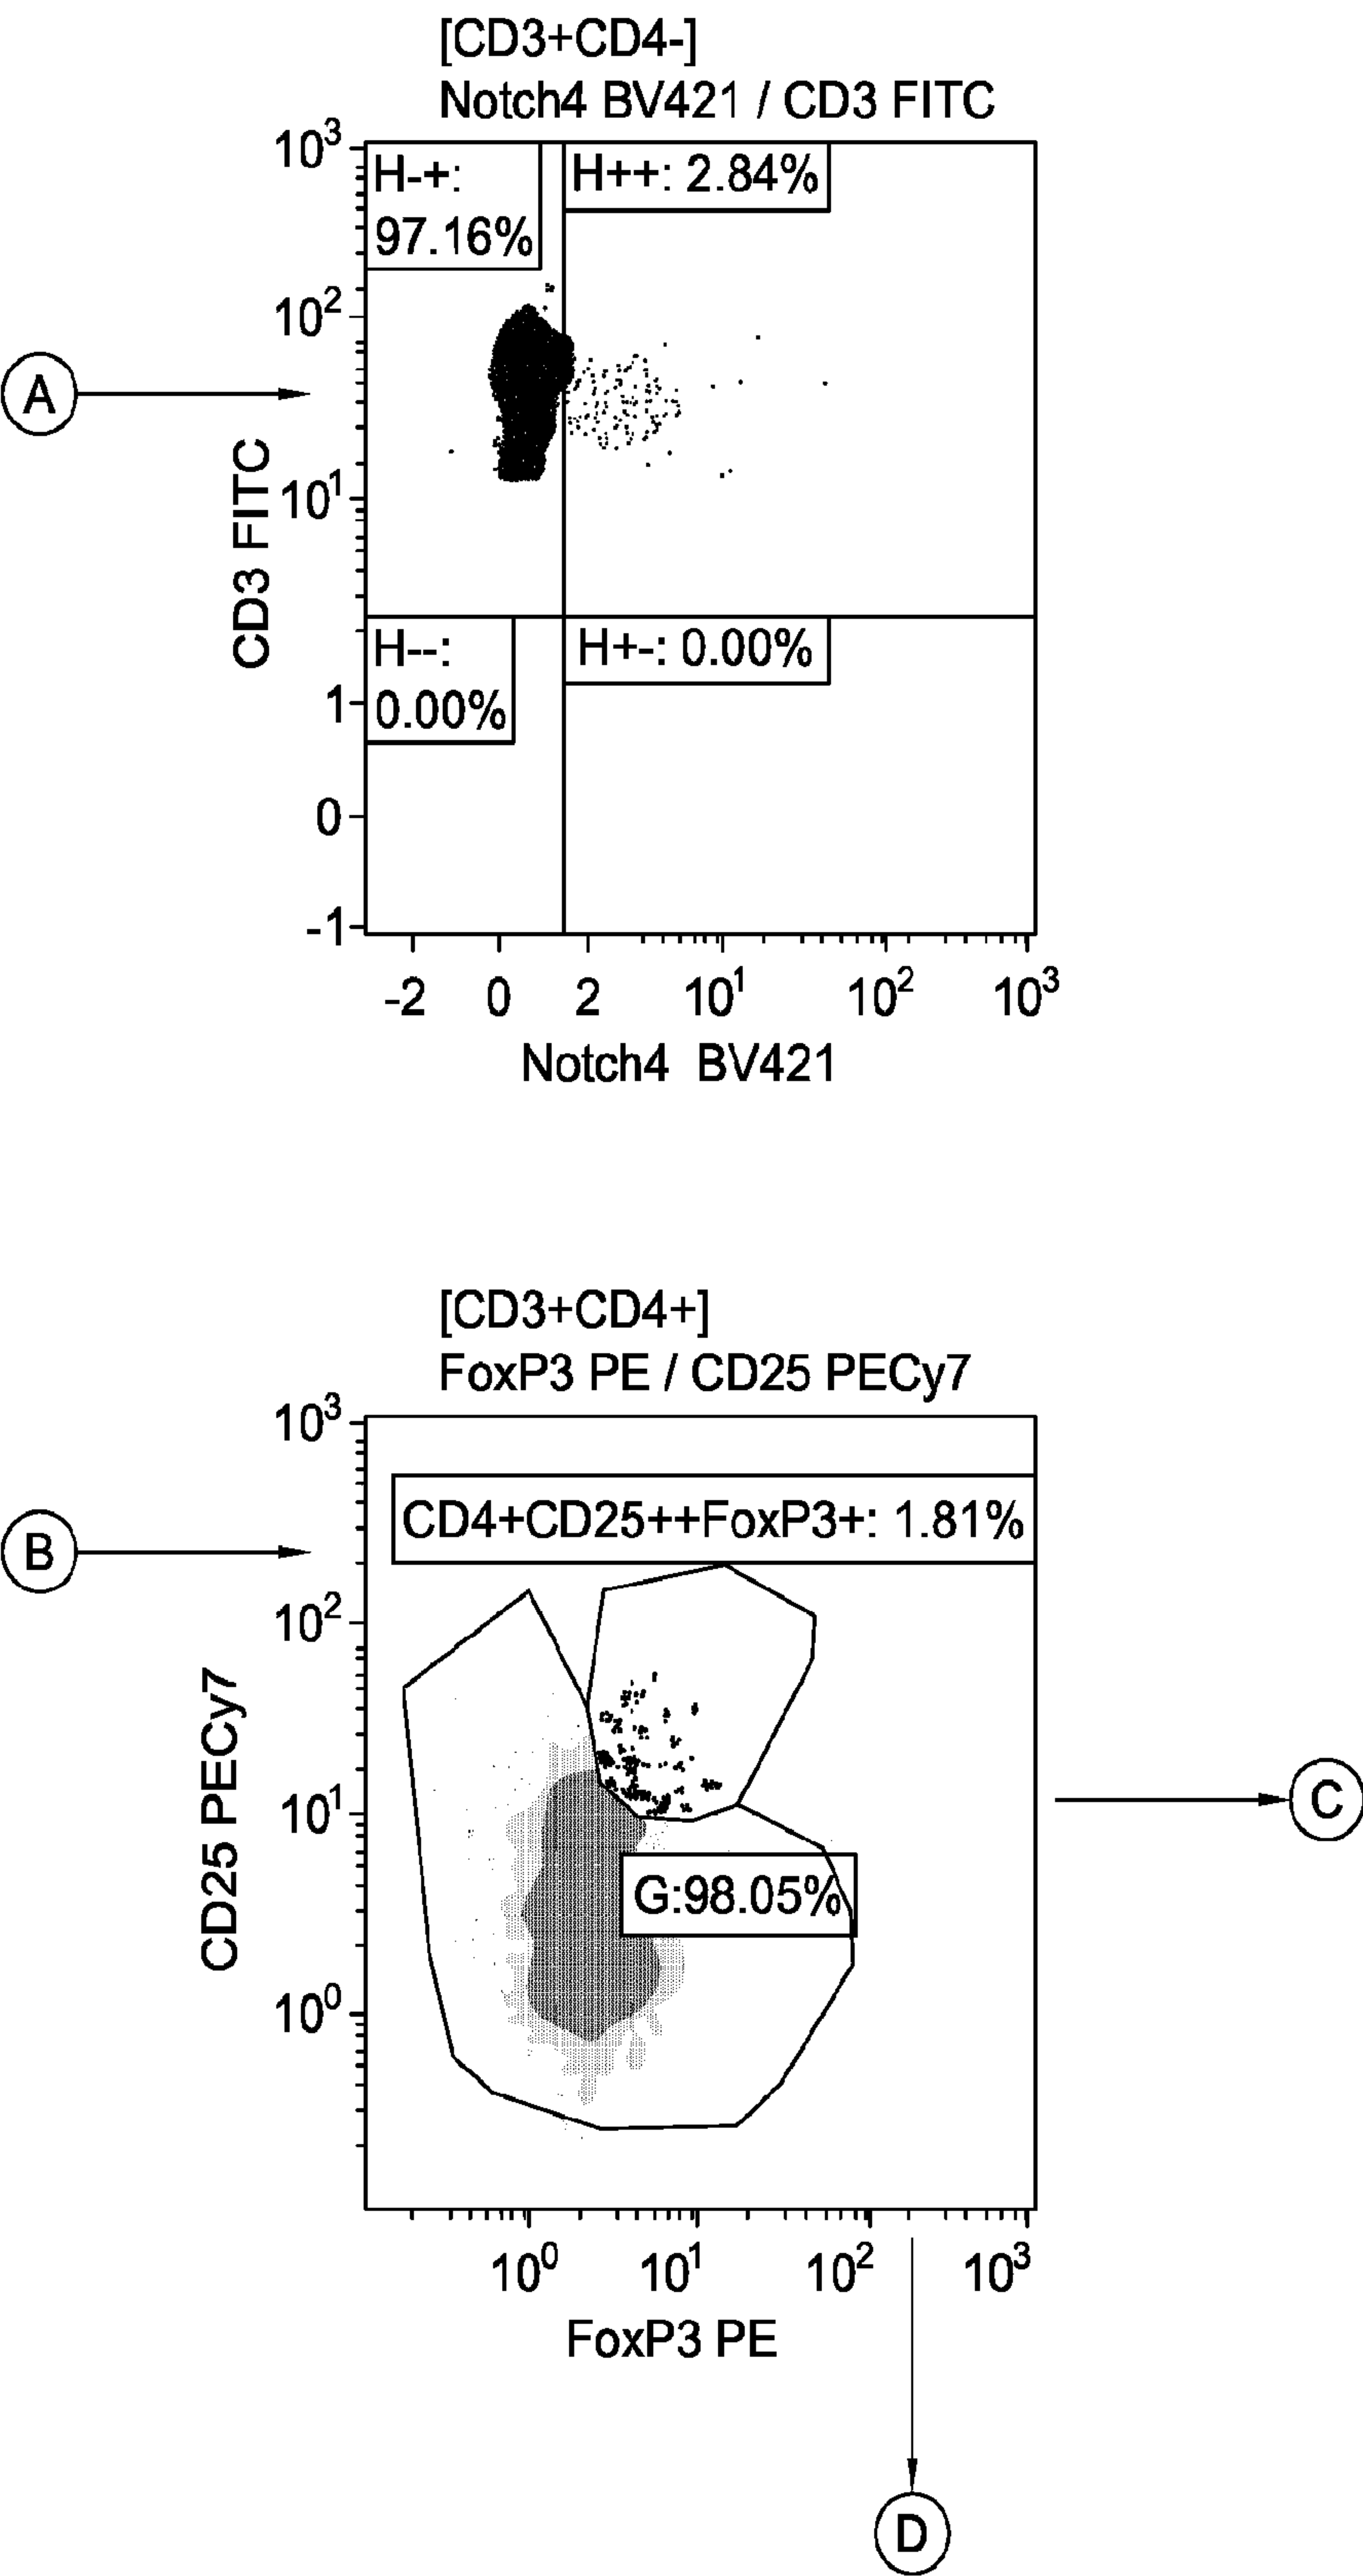 [CD3+CD4-]
Notch4 BV421 / CD3 FITC
10³
H-+:
97.16%
H++: 2.84%
10²
A
10¹
CD3 FITC
H--:
0.00%
H+-: 0.00%
1
0
-1
-2 0 2 10¹ 10² 10³
Notch4 BV421
[CD3+CD4+]
FoxP3 PE / CD25 PECy7
10³
CD4+CD25++FoxP3+: 1.81%
B
10²
CD25 PECy7
10¹
C
G:98.05%
10⁰
10⁰ 10¹ 10² 10³
FoxP3 PE
D